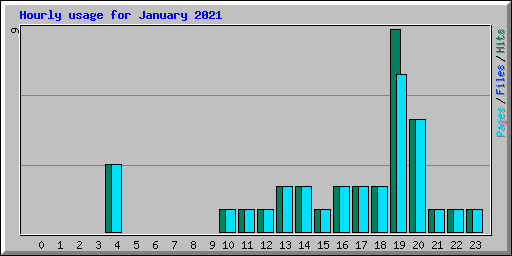 Hourly usage for January 2021
9
Pages/Files/Hits
0 1 2 3 4 5 6 7 8 9 10 11 12 13 14 15 16 17 18 19 20 21 22 23